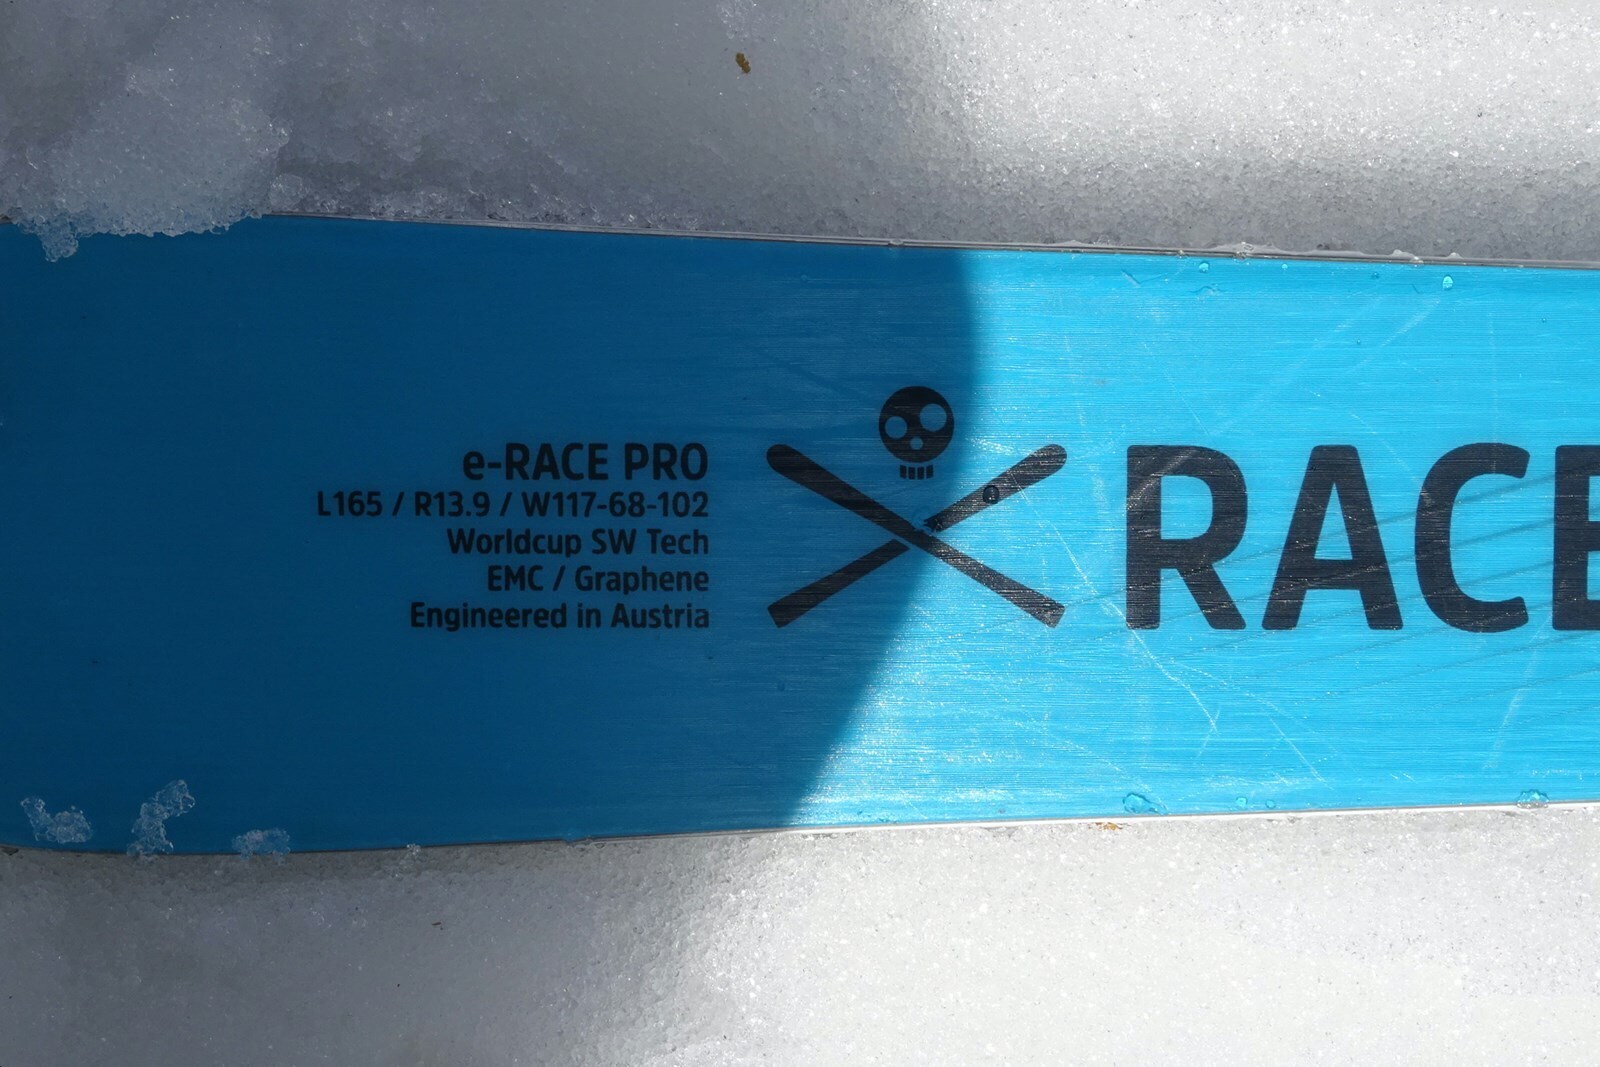 e-RACE PRO
L165 / R13.9 / W117-68-102
Worldcup SW Tech
EMC / Graphene
Engineered in Austria
RACE